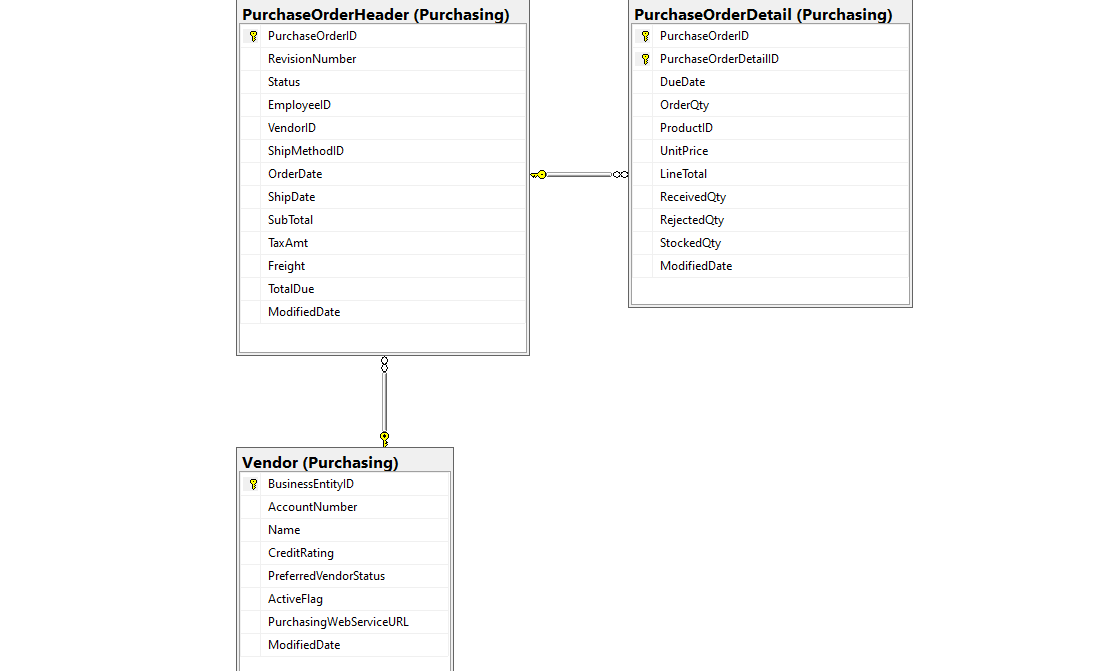 PurchaseOrderHeader (Purchasing)
PurchaseOrderID
RevisionNumber
Status
EmployeeID
VendorID
ShipMethodID
OrderDate
ShipDate
SubTotal
TaxAmt
Freight
TotalDue
ModifiedDate
PurchaseOrderDetail (Purchasing)
PurchaseOrderID
PurchaseOrderDetailID
DueDate
OrderQty
ProductID
UnitPrice
LineTotal
ReceivedQty
RejectedQty
StockedQty
ModifiedDate
Vendor (Purchasing)
BusinessEntityID
AccountNumber
Name
CreditRating
PreferredVendorStatus
ActiveFlag
PurchasingWebServiceURL
ModifiedDate